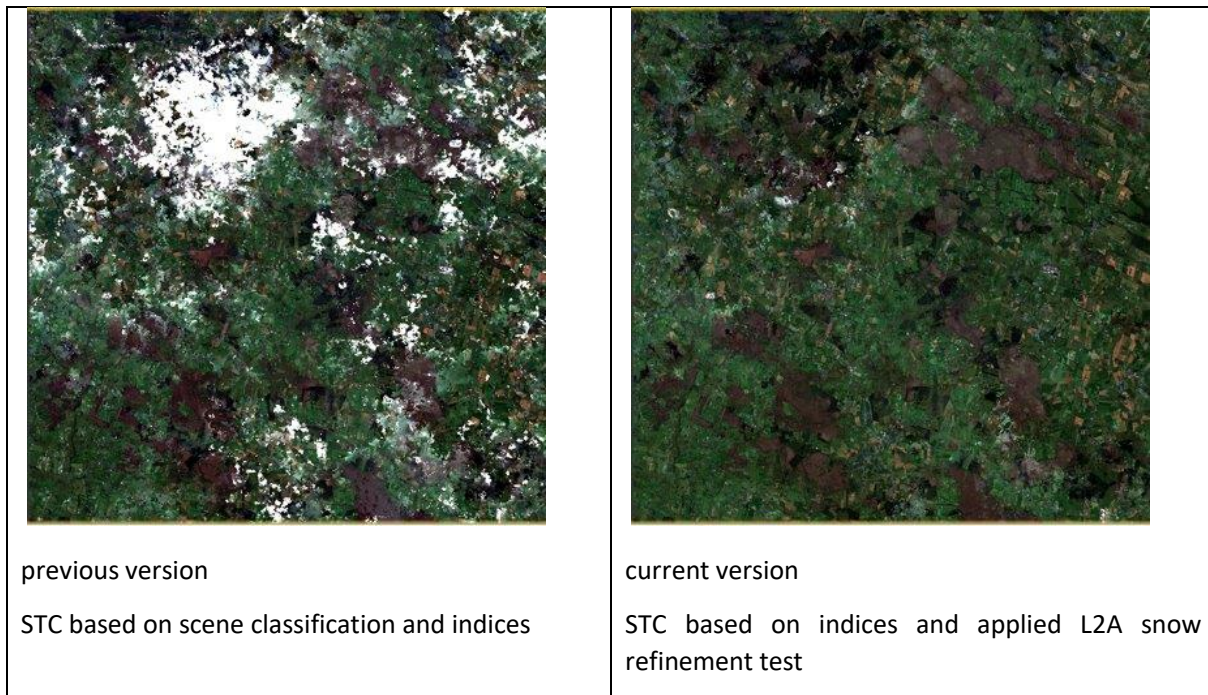 previous version
STC based on scene classification and indices
current version
STC based on indices and applied L2A snow
refinement test